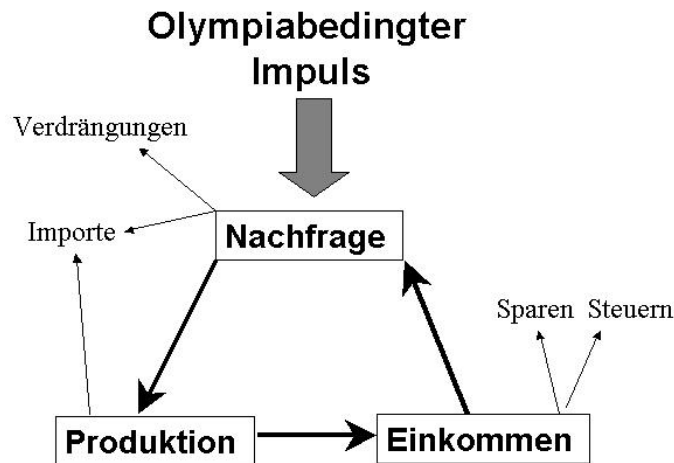 Olympiabedingter
Impuls
Verdrängungen
Importe
Nachfrage
Sparen Steuern
Produktion
Einkommen